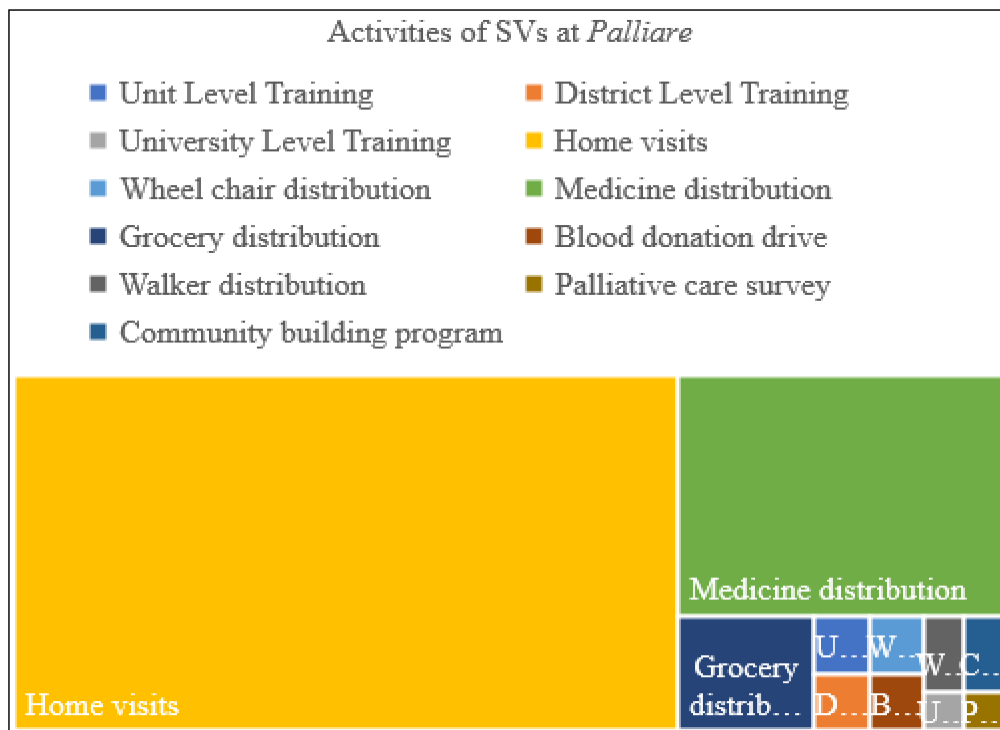 Activities of SVs at Palliare
Unit Level Training
District Level Training
University Level Training
Home visits
Wheel chair distribution
Medicine distribution
Grocery distribution
Blood donation drive
Walker distribution
Palliative care survey
Community building program
Home visits
Medicine distribution
Grocery
distrib...
U...
W...
W...
C...
D...
B...
U...
P...